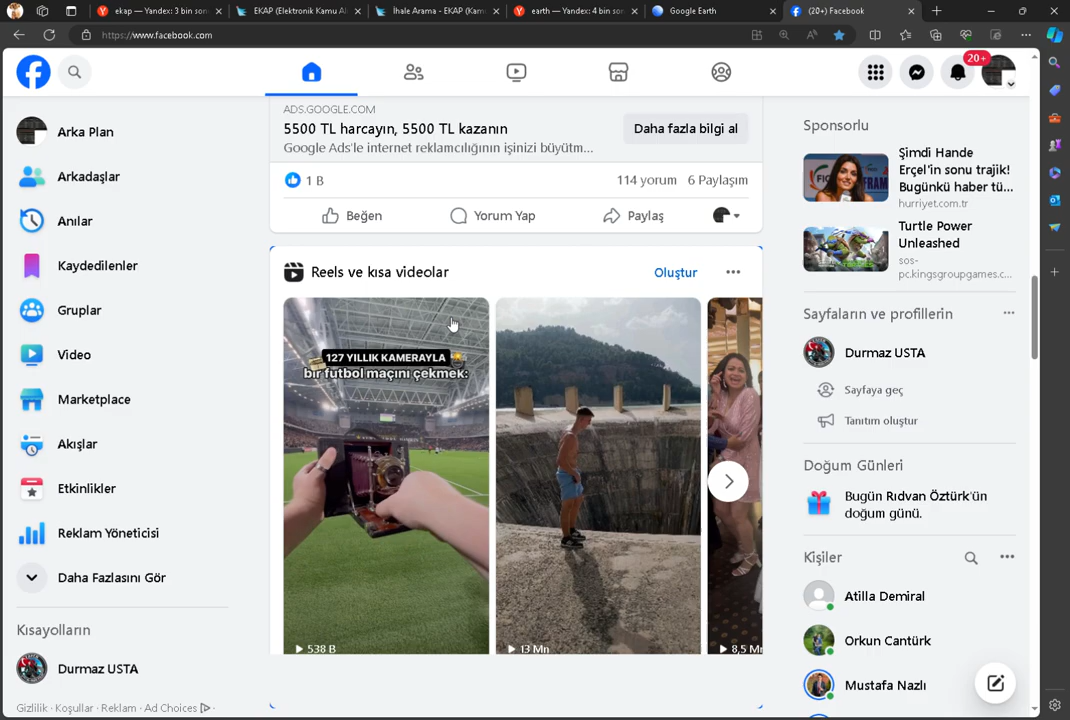 ekap — Yandex: 3 bin son
EKAP (Elektronik Kamu Al
İhale Arama - EKAP (Kam
earth — Yandex: 4 bin son
Google Earth
(20+) Facebook
https://www.facebook.com
20+
Arka Plan
Arkadaşlar
Anılar
Kaydedilenler
Gruplar
Video
Marketplace
Akışlar
Etkinlikler
Reklam Yöneticisi
Daha Fazlasını Gör
Kısayolların
Durmaz USTA
Gizlilik · Koşullar · Reklam · Ad Choices
ADS.GOOGLE.COM
5500 TL harcayın, 5500 TL kazanın
Google Ads'le internet reklamcılığının işinizi büyütm...
Daha fazla bilgi al
1 B
114 yorum 6 Paylaşım
Beğen
Yorum Yap
Paylaş
Reels ve kısa videolar
Oluştur
127 YILLIK KAMERAYLA
bir futbol maçını çekmek:
538 B
13 Mn
8,5 Mn
Sponsorlu
Şimdi Hande
Erçel'in sonu trajik!
Bugünkü haber tü...
hurriyet.com.tr
Turtle Power
Unleashed
sos-
pc.kingsgroupgames.c...
Sayfaların ve profillerin
Durmaz USTA
Sayfaya geç
Tanıtım oluştur
Doğum Günleri
Bugün Rıdvan Öztürk'ün
doğum günü.
Kişiler
Atilla Demiral
Orkun Cantürk
Mustafa Nazlı